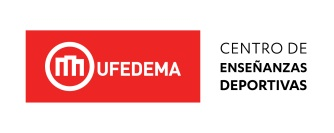 UFEDEMA
CENTRO DE
ENSEÑANZAS
DEPORTIVAS